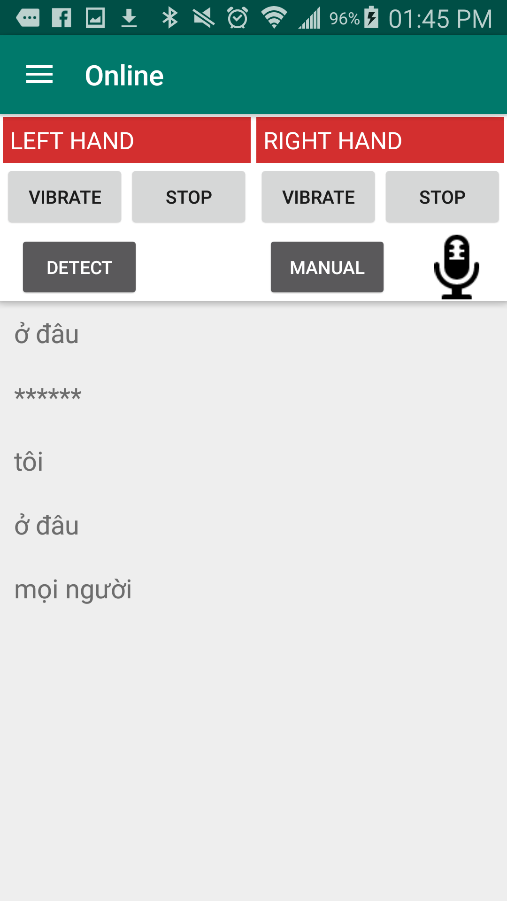 96% 01:45 PM
Online
LEFT HAND RIGHT HAND
VIBRATE STOP VIBRATE STOP
DETECT MANUAL
ở đâu
******
tôi
ở đâu
mọi người